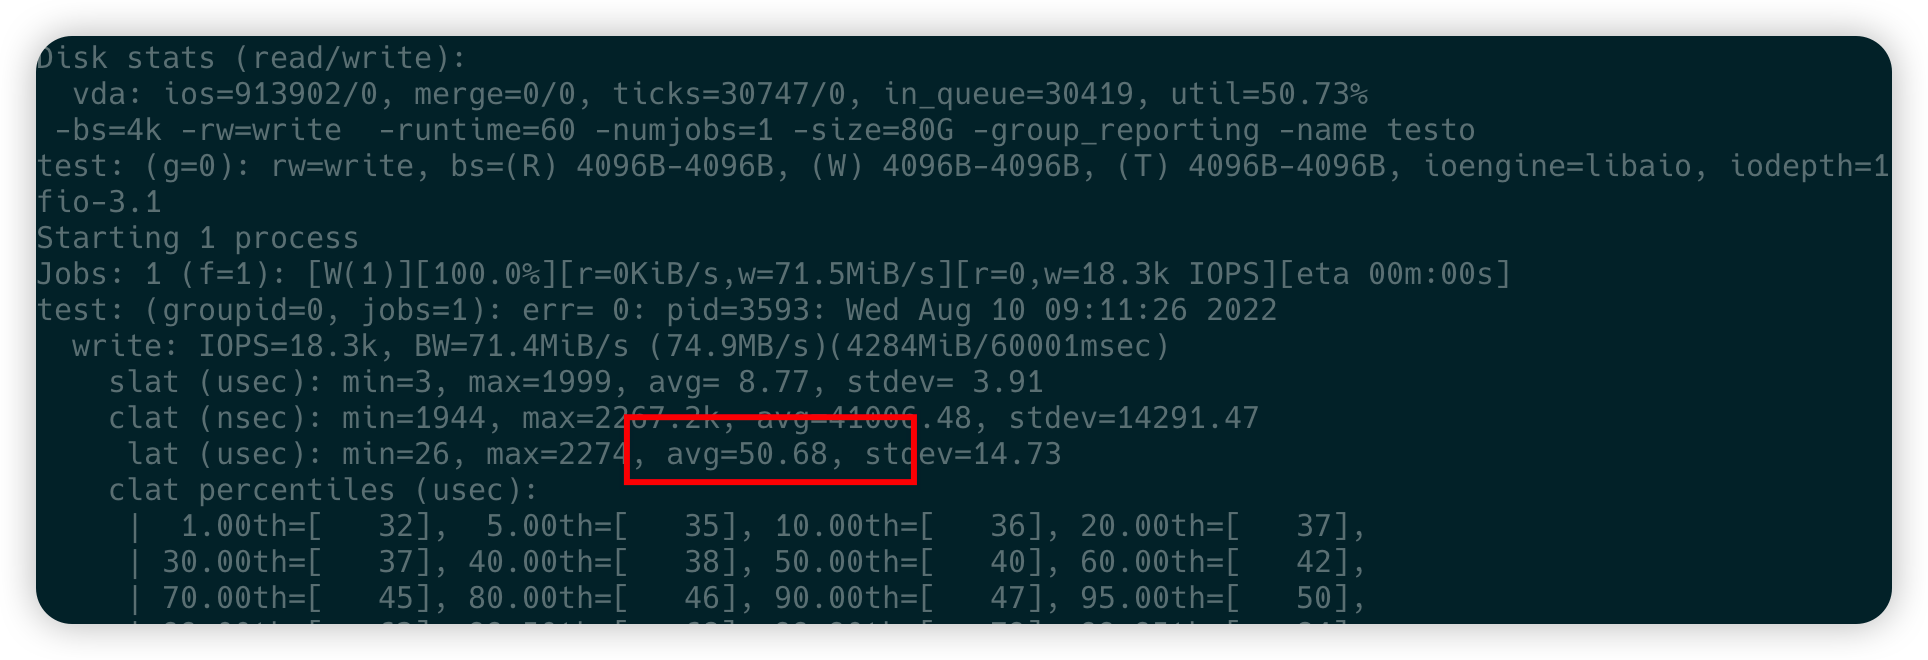 Disk stats (read/write):
  vda: ios=913902/0, merge=0/0, ticks=30747/0, in_queue=30419, util=50.73%
 -bs=4k -rw=write  -runtime=60 -numjobs=1 -size=80G -group_reporting -name testo
test: (g=0): rw=write, bs=(R) 4096B-4096B, (W) 4096B-4096B, (T) 4096B-4096B, ioengine=libaio, iodepth=1
fio-3.1
Starting 1 process
Jobs: 1 (f=1): [W(1)][100.0%][r=0KiB/s,w=71.5MiB/s][r=0,w=18.3k IOPS][eta 00m:00s]
test: (groupid=0, jobs=1): err= 0: pid=3593: Wed Aug 10 09:11:26 2022
  write: IOPS=18.3k, BW=71.4MiB/s (74.9MB/s)(4284MiB/60001msec)
    slat (usec): min=3, max=1999, avg= 8.77, stdev= 3.91
    clat (nsec): min=1944, max=2267.2k, avg=41006.48, stdev=14291.47
     lat (usec): min=26, max=2274, avg=50.68, stdev=14.73
    clat percentiles (usec):
     |  1.00th=[   32],  5.00th=[   35], 10.00th=[   36], 20.00th=[   37],
     | 30.00th=[   37], 40.00th=[   38], 50.00th=[   40], 60.00th=[   42],
     | 70.00th=[   45], 80.00th=[   46], 90.00th=[   47], 95.00th=[   50],